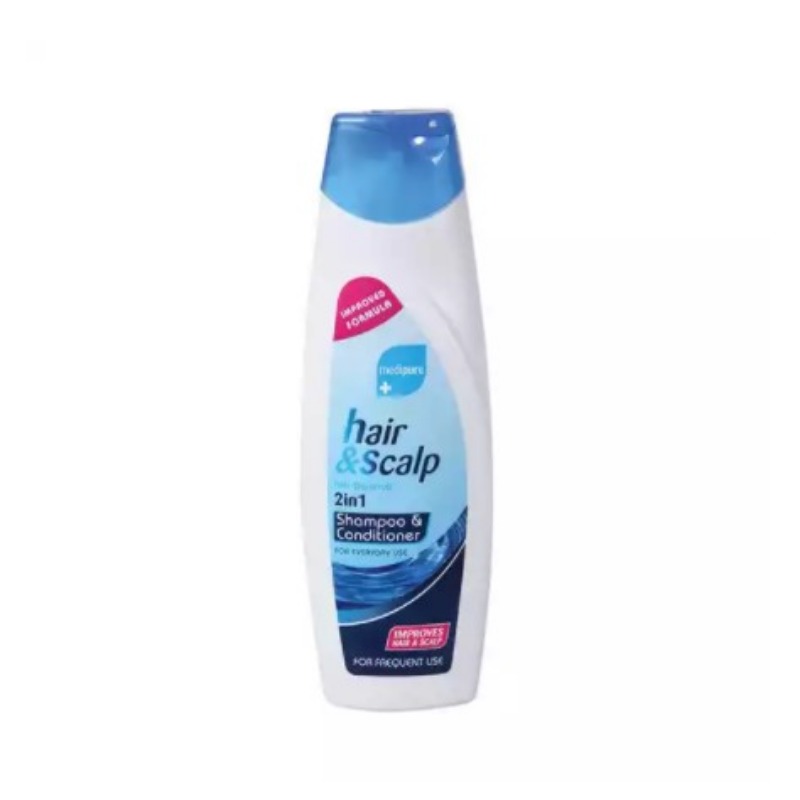 IMPROVED
FORMULA
medipure
hair
&scalp
2in1
Shampoo &
Conditioner
FOR EVERYDAY USE
IMPROVES
HAIR & SCALP
FOR FREQUENT USE